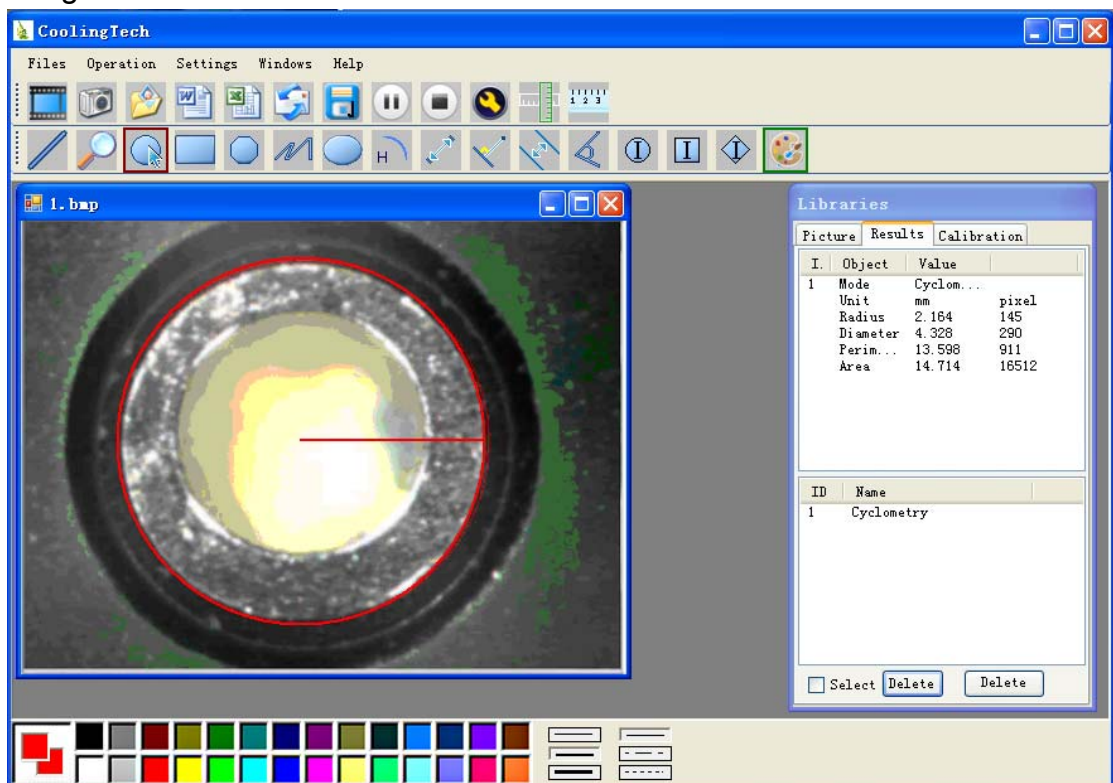 CoolingTech
Files Operation Settings Windows Help
1 2 3
H
1.bmp
Libraries
Picture Results Calibration
I. Object Value
1 Mode Cyclom...
Unit mm pixel
Radius 2.164 145
Diameter 4.328 290
Perim... 13.598 911
Area 14.714 16512
ID Name
1 Cyclometry
Select Delete Delete